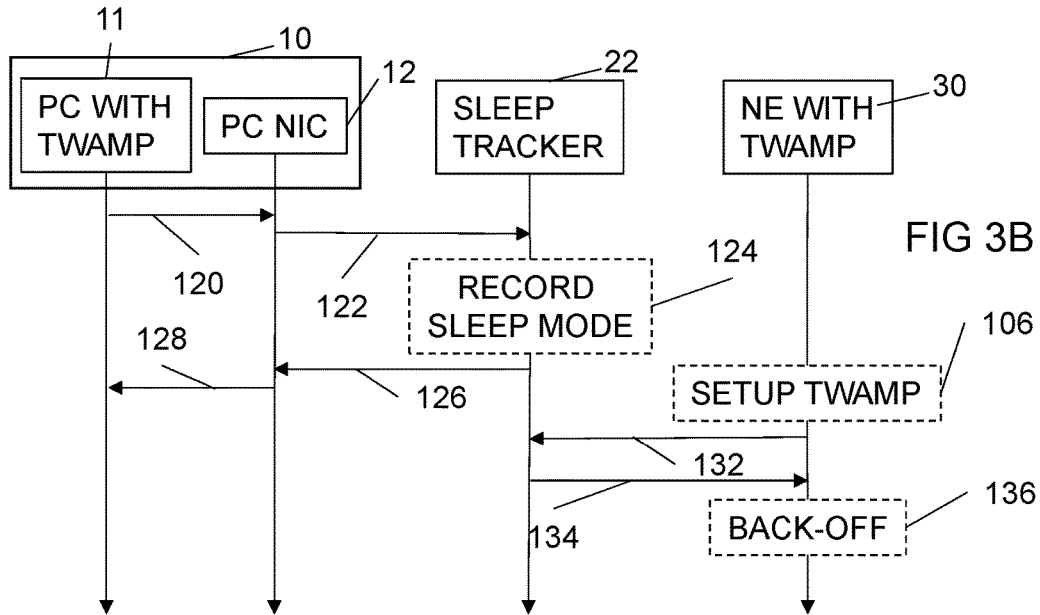 11
10
12
22
30
PC WITH
TWAMP
PC NIC
SLEEP
TRACKER
NE WITH
TWAMP
FIG 3B
120
122
124
RECORD
SLEEP MODE
128
126
106
SETUP TWAMP
132
134
136
BACK-OFF